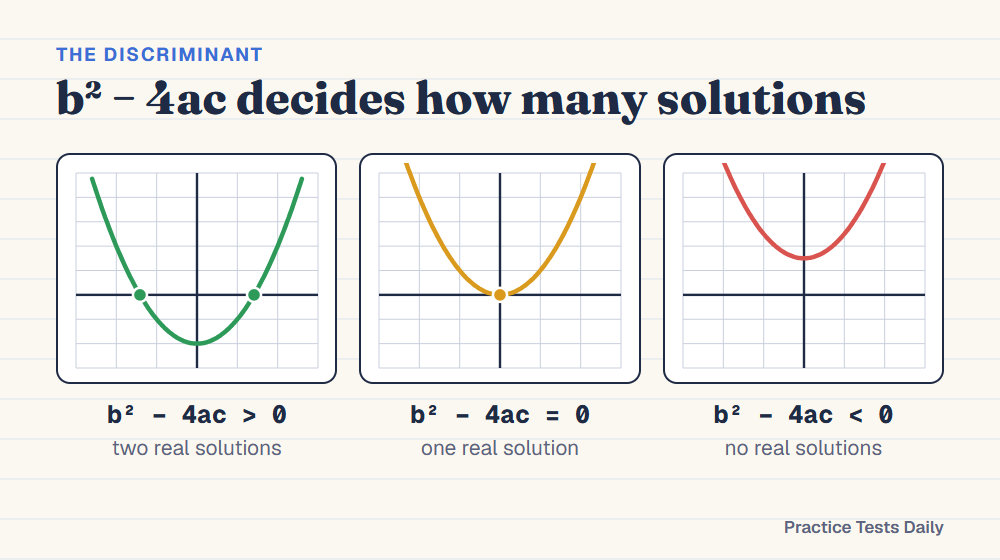 THE DISCRIMINANT
b² – 4ac decides how many solutions
b² – 4ac > 0
two real solutions
b² – 4ac = 0
one real solution
b² – 4ac < 0
no real solutions
Practice Tests Daily